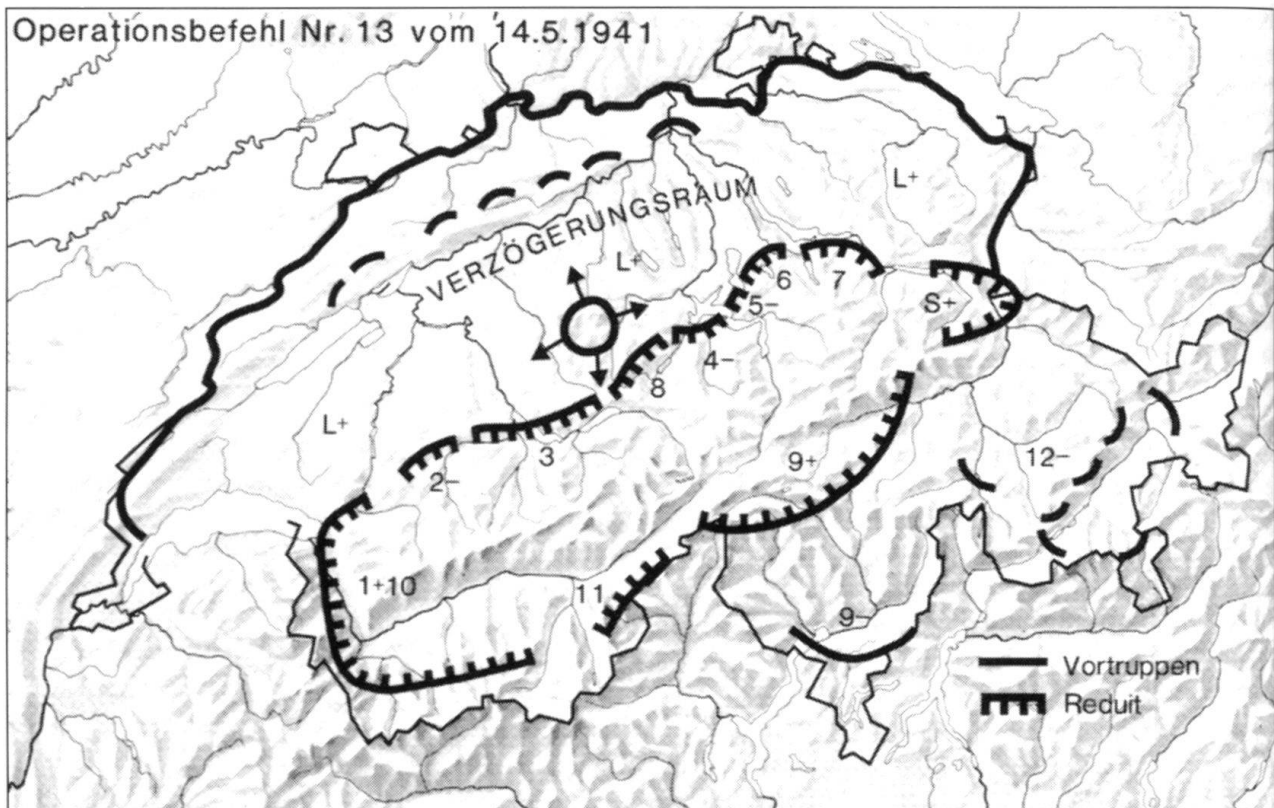 Operationsbefehl Nr. 13 vom 14.5.1941
L+
VERZÖGERUNGSRAUM
L+
6
7
5-
S+
4-
8
L+
3
2-
9+
12-
1+10
11
9-
Vortruppen
Reduit